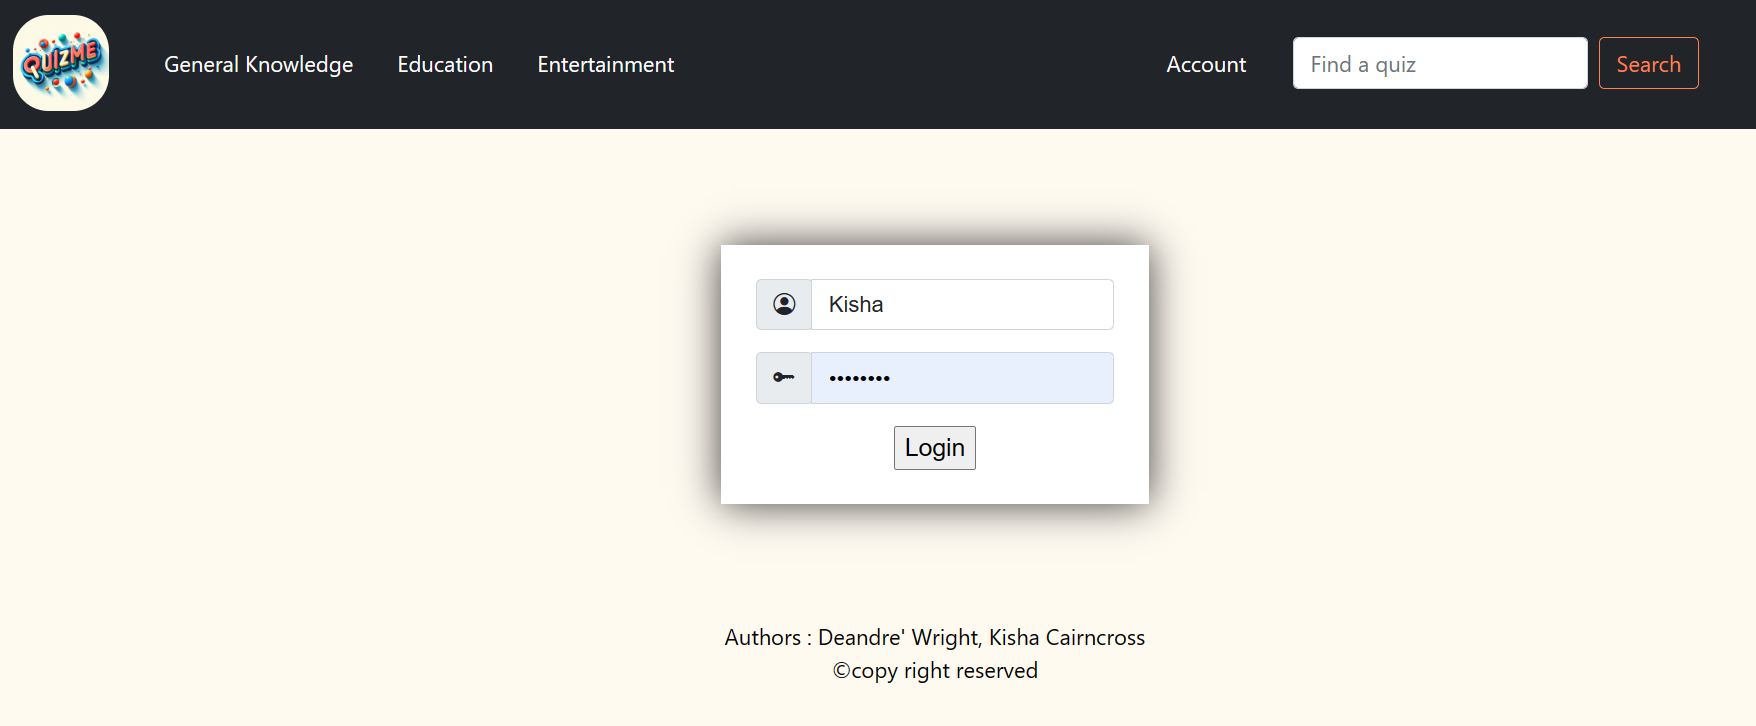 QUIZME
General Knowledge
Education
Entertainment
Account
Find a quiz
Search
Kisha
••••••••
Login
Authors : Deandre' Wright, Kisha Cairncross
©copy right reserved